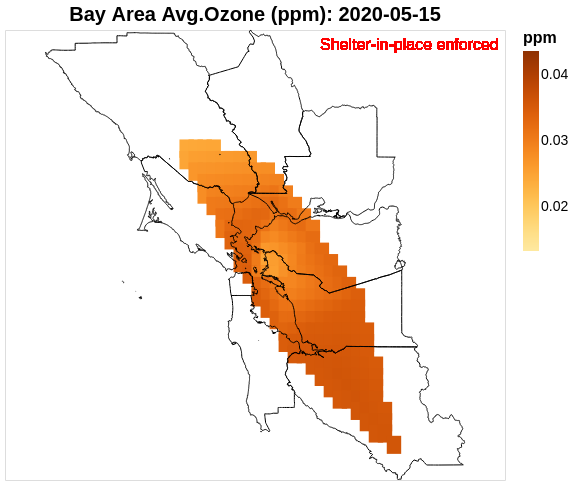 Bay Area Avg.Ozone (ppm): 2020-05-15
Shelter-in-place enforced
ppm
0.04
0.03
0.02